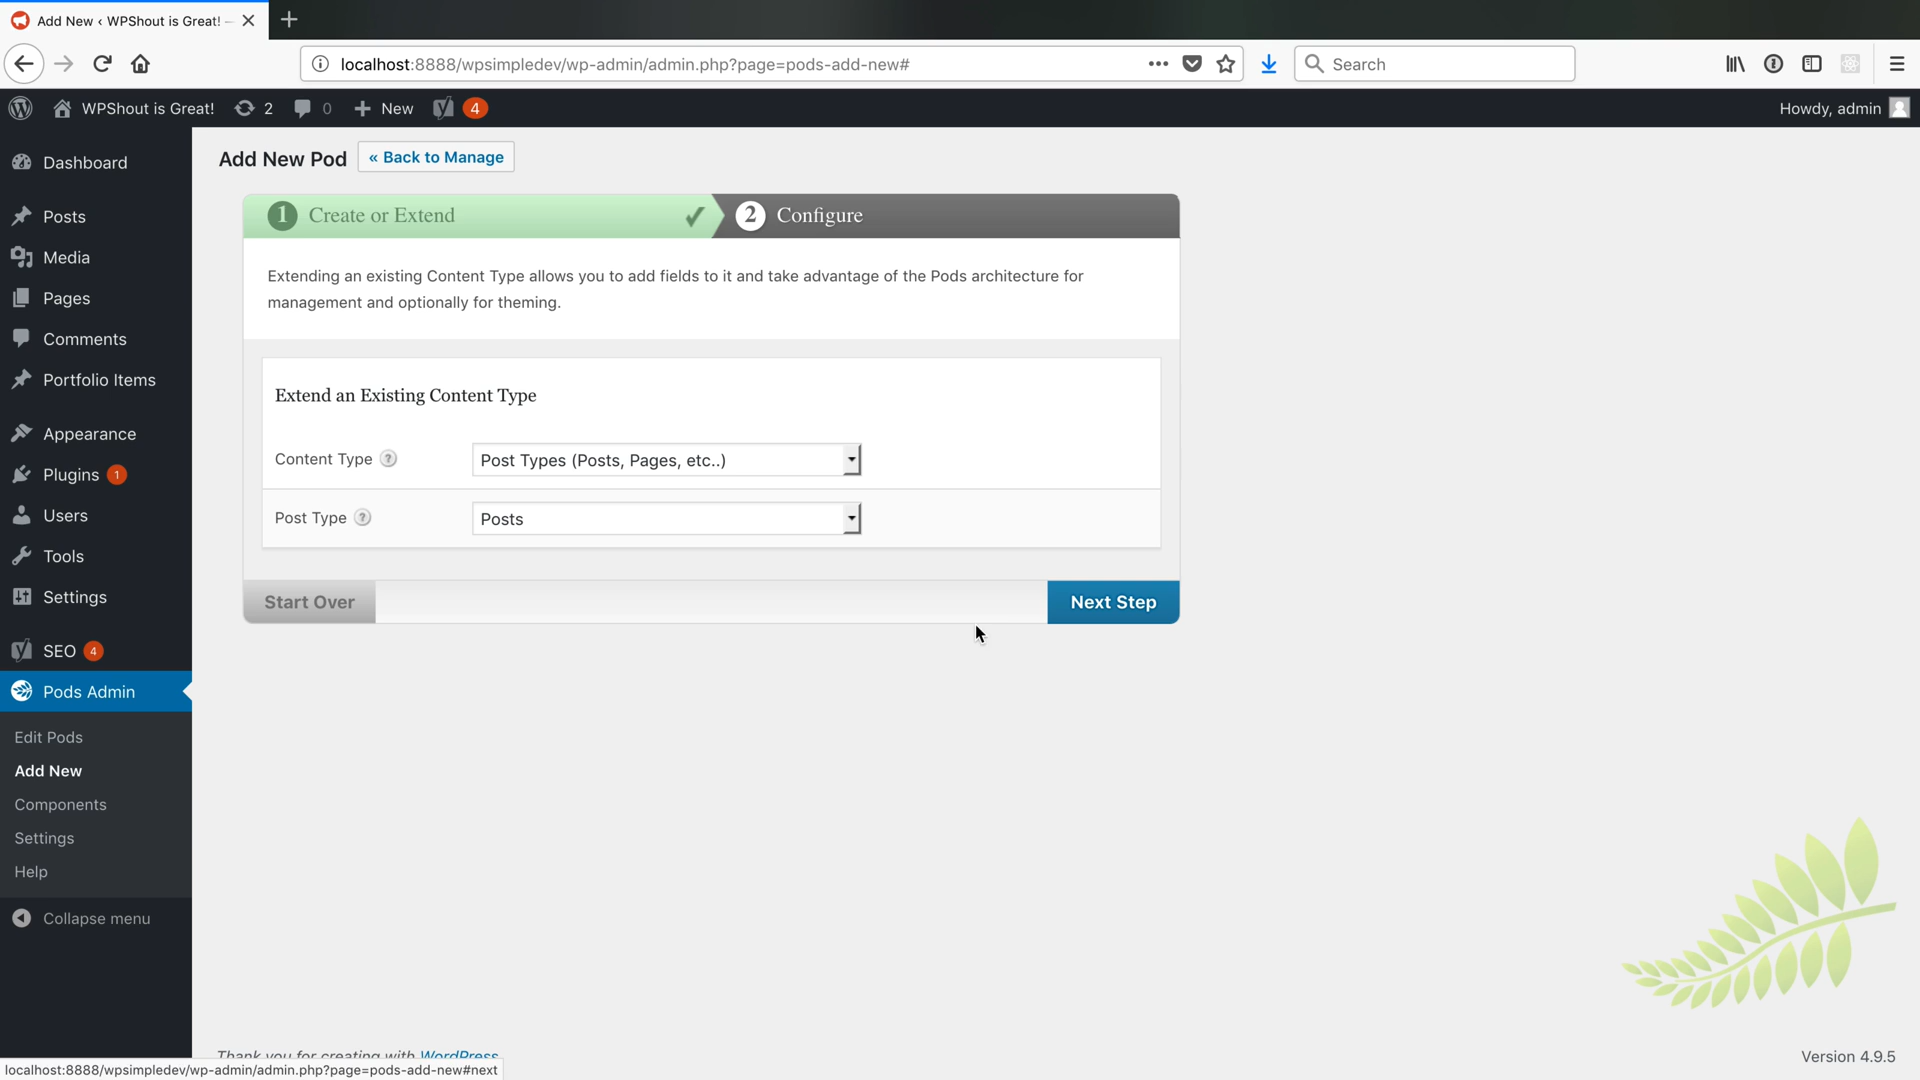 Add New ‹ WPShout is Great! –
localhost:8888/wpsimpledev/wp-admin/admin.php?page=pods-add-new#
Search
WPShout is Great!
2
0
New
4
Howdy, admin
Dashboard
Posts
Media
Pages
Comments
Portfolio Items
Appearance
Plugins 1
Users
Tools
Settings
SEO 4
Pods Admin
Edit Pods
Add New
Components
Settings
Help
Collapse menu
Add New Pod
« Back to Manage
1 Create or Extend
2 Configure
Extending an existing Content Type allows you to add fields to it and take advantage of the Pods architecture for
management and optionally for theming.
Extend an Existing Content Type
Content Type ?
Post Types (Posts, Pages, etc..)
Post Type ?
Posts
Start Over
Next Step
Thank you for creating with WordPress
Version 4.9.5
localhost:8888/wpsimpledev/wp-admin/admin.php?page=pods-add-new#next